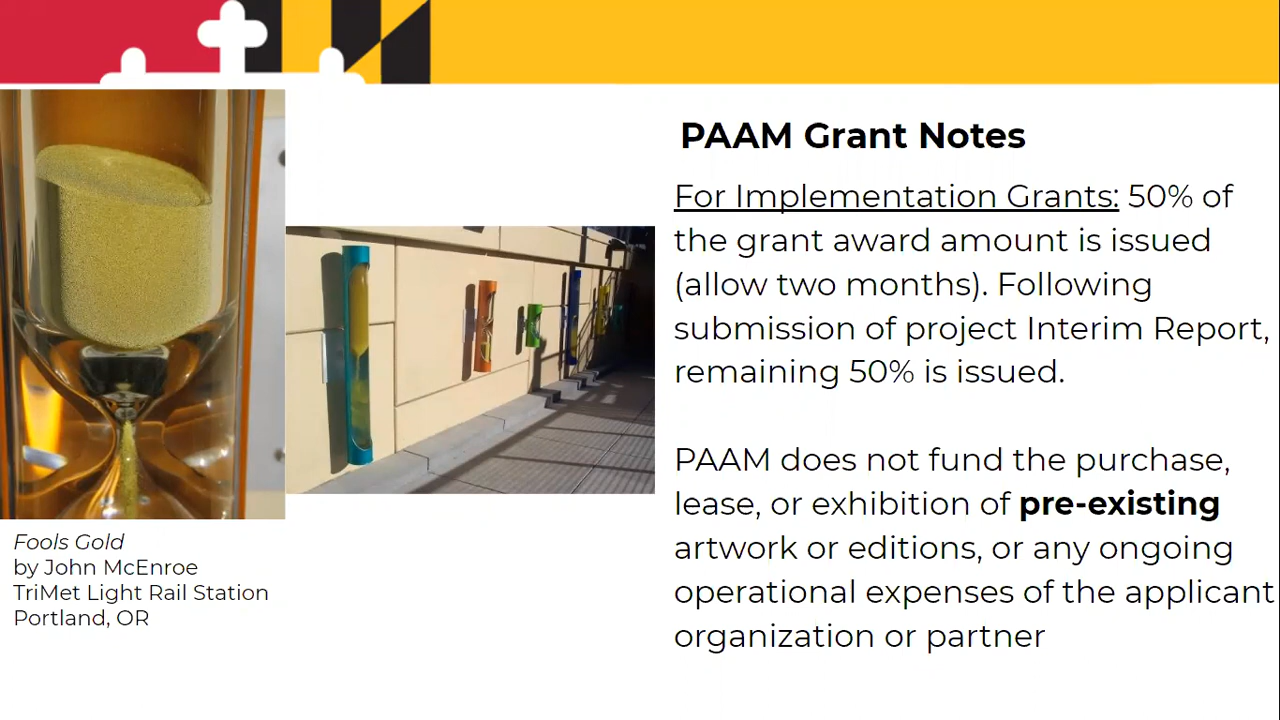 PAAM Grant Notes
For Implementation Grants: 50% of
the grant award amount is issued
(allow two months). Following
submission of project Interim Report,
remaining 50% is issued.
PAAM does not fund the purchase,
lease, or exhibition of pre-existing
artwork or editions, or any ongoing
operational expenses of the applicant
organization or partner
Fools Gold
by John McEnroe
TriMet Light Rail Station
Portland, OR